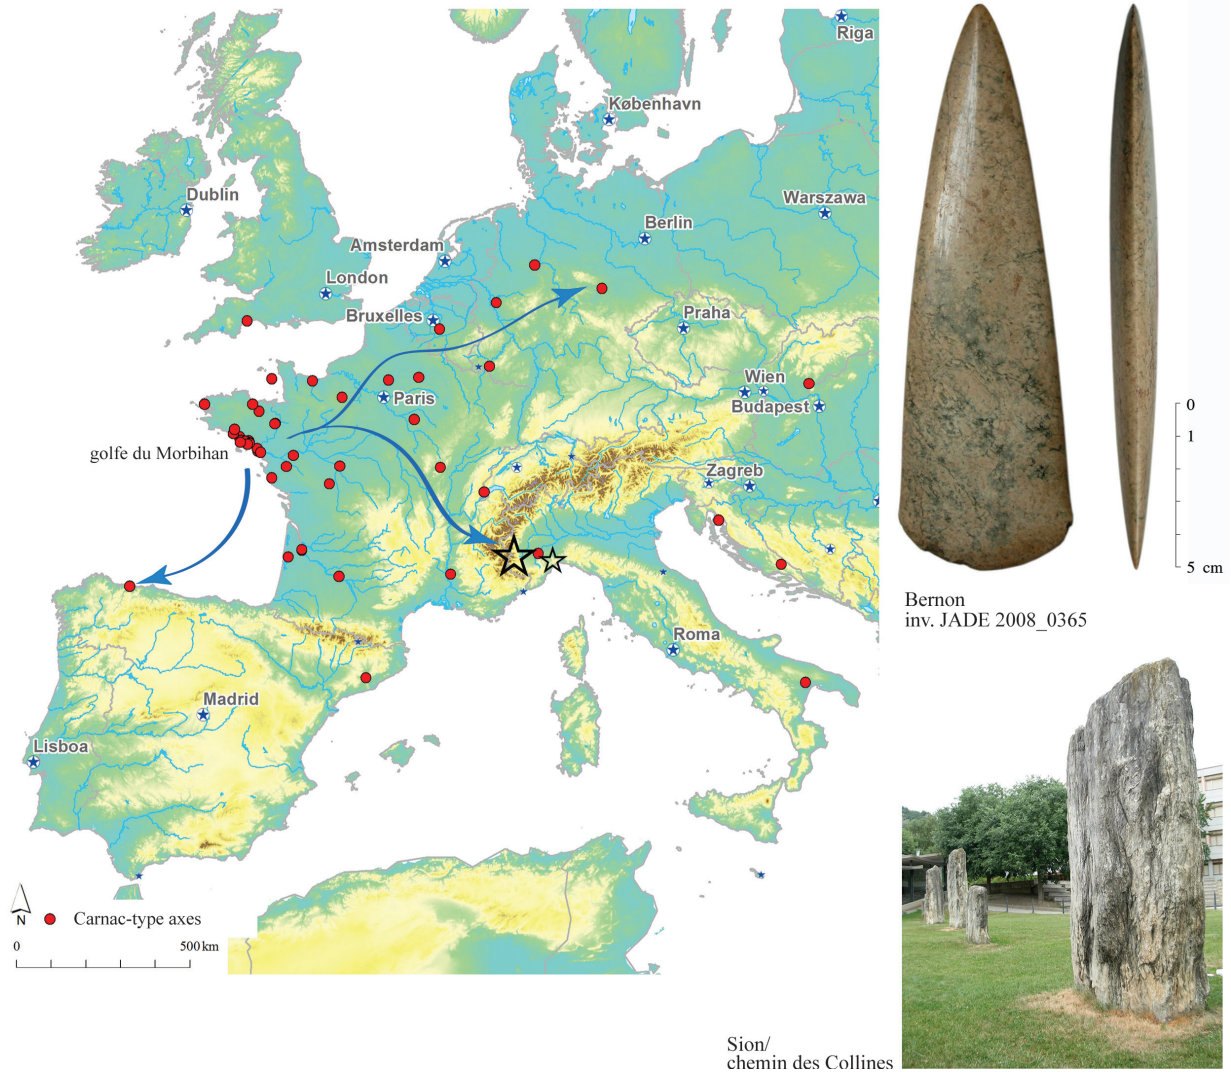 Riga
København
Dublin
Warszawa
Berlin
Amsterdam
London
Bruxelles
Praha
Wien
Paris
Budapest
golfe du Morbihan
Zagreb
Roma
Madrid
Lisboa
N
Carnac-type axes
0 500 km
0
1
5 cm
Bernon
inv. JADE 2008_0365
Sion/
chemin des Collines